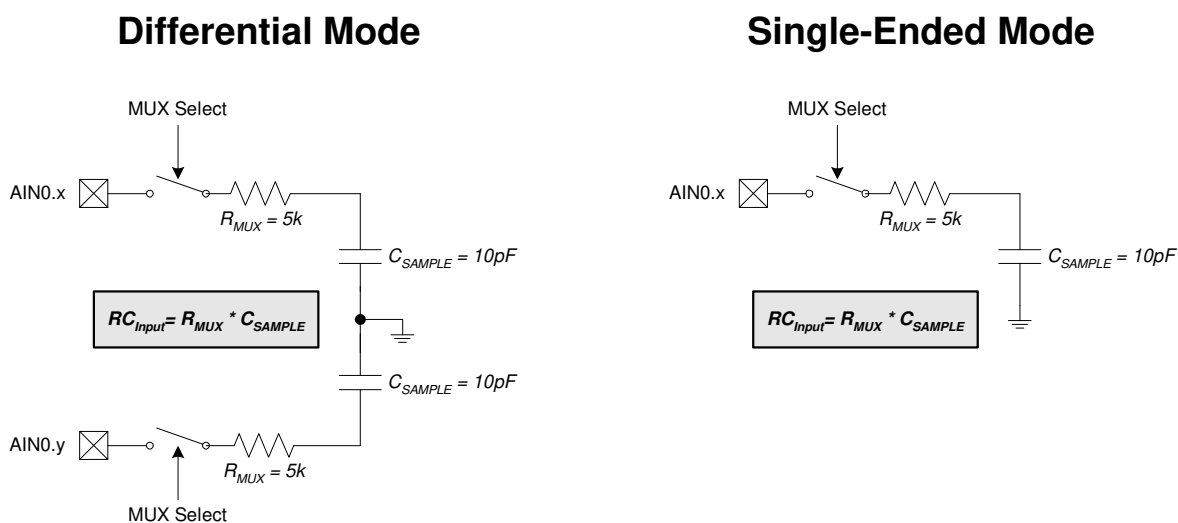 Differential Mode
MUX Select
AIN0.x
R_MUX = 5k
C_SAMPLE = 10pF
RC_Input= R_MUX * C_SAMPLE
C_SAMPLE = 10pF
AIN0.y
R_MUX = 5k
MUX Select
Single-Ended Mode
MUX Select
AIN0.x
R_MUX = 5k
C_SAMPLE = 10pF
RC_Input= R_MUX * C_SAMPLE